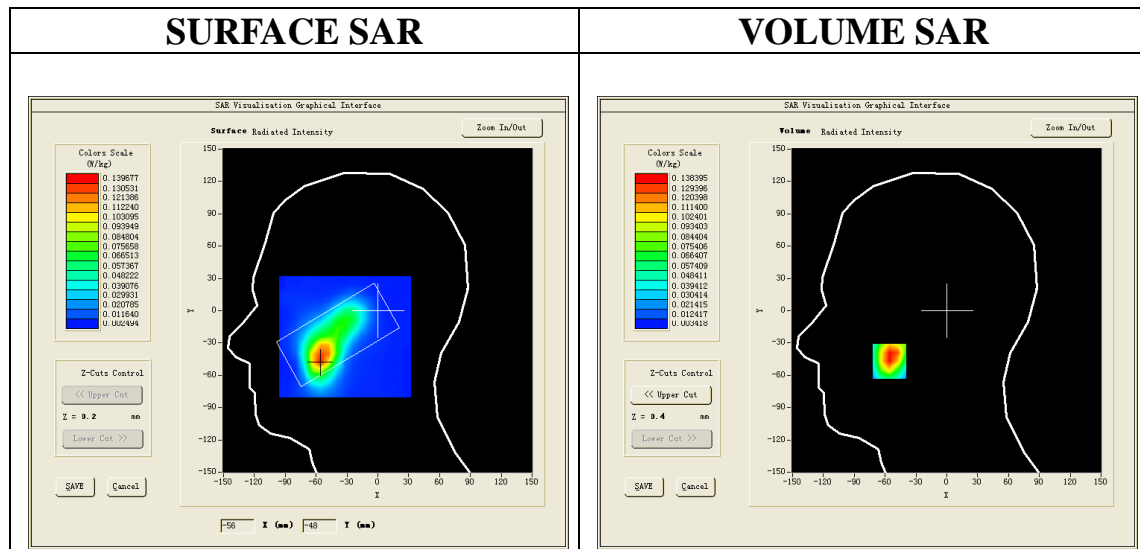 SURFACE SAR
VOLUME SAR
SAR Visualisation Graphical Interface
Surface Radiated Intensity
Zoom In/Out
Colors Scale
(W/kg)
0.139677
0.130531
0.121386
0.112240
0.103095
0.093949
0.084804
0.075658
0.066513
0.057367
0.048222
0.039076
0.029931
0.020785
0.011640
0.002494
Z-Cuts Control
<< Upper Cut
Z = 0.2 mm
Lower Cut >>
SAVE
Cancel
150
120
90
60
30
0
-30
-60
-90
-120
-150
Y
-150 -120 -90 -60 -30 0 30 60 90 120 150
X
-56 X (mm) -48 Y (mm)
SAR Visualisation Graphical Interface
Volume Radiated Intensity
Zoom In/Out
Colors Scale
(W/kg)
0.138395
0.129396
0.120398
0.111400
0.102401
0.093403
0.084404
0.075406
0.066407
0.057409
0.048411
0.039412
0.030414
0.021415
0.012417
0.003418
Z-Cuts Control
<< Upper Cut
Z = 0.4 mm
Lower Cut >>
SAVE
Cancel
150
120
90
60
30
0
-30
-60
-90
-120
-150
Y
-150 -120 -90 -60 -30 0 30 60 90 120 150
X